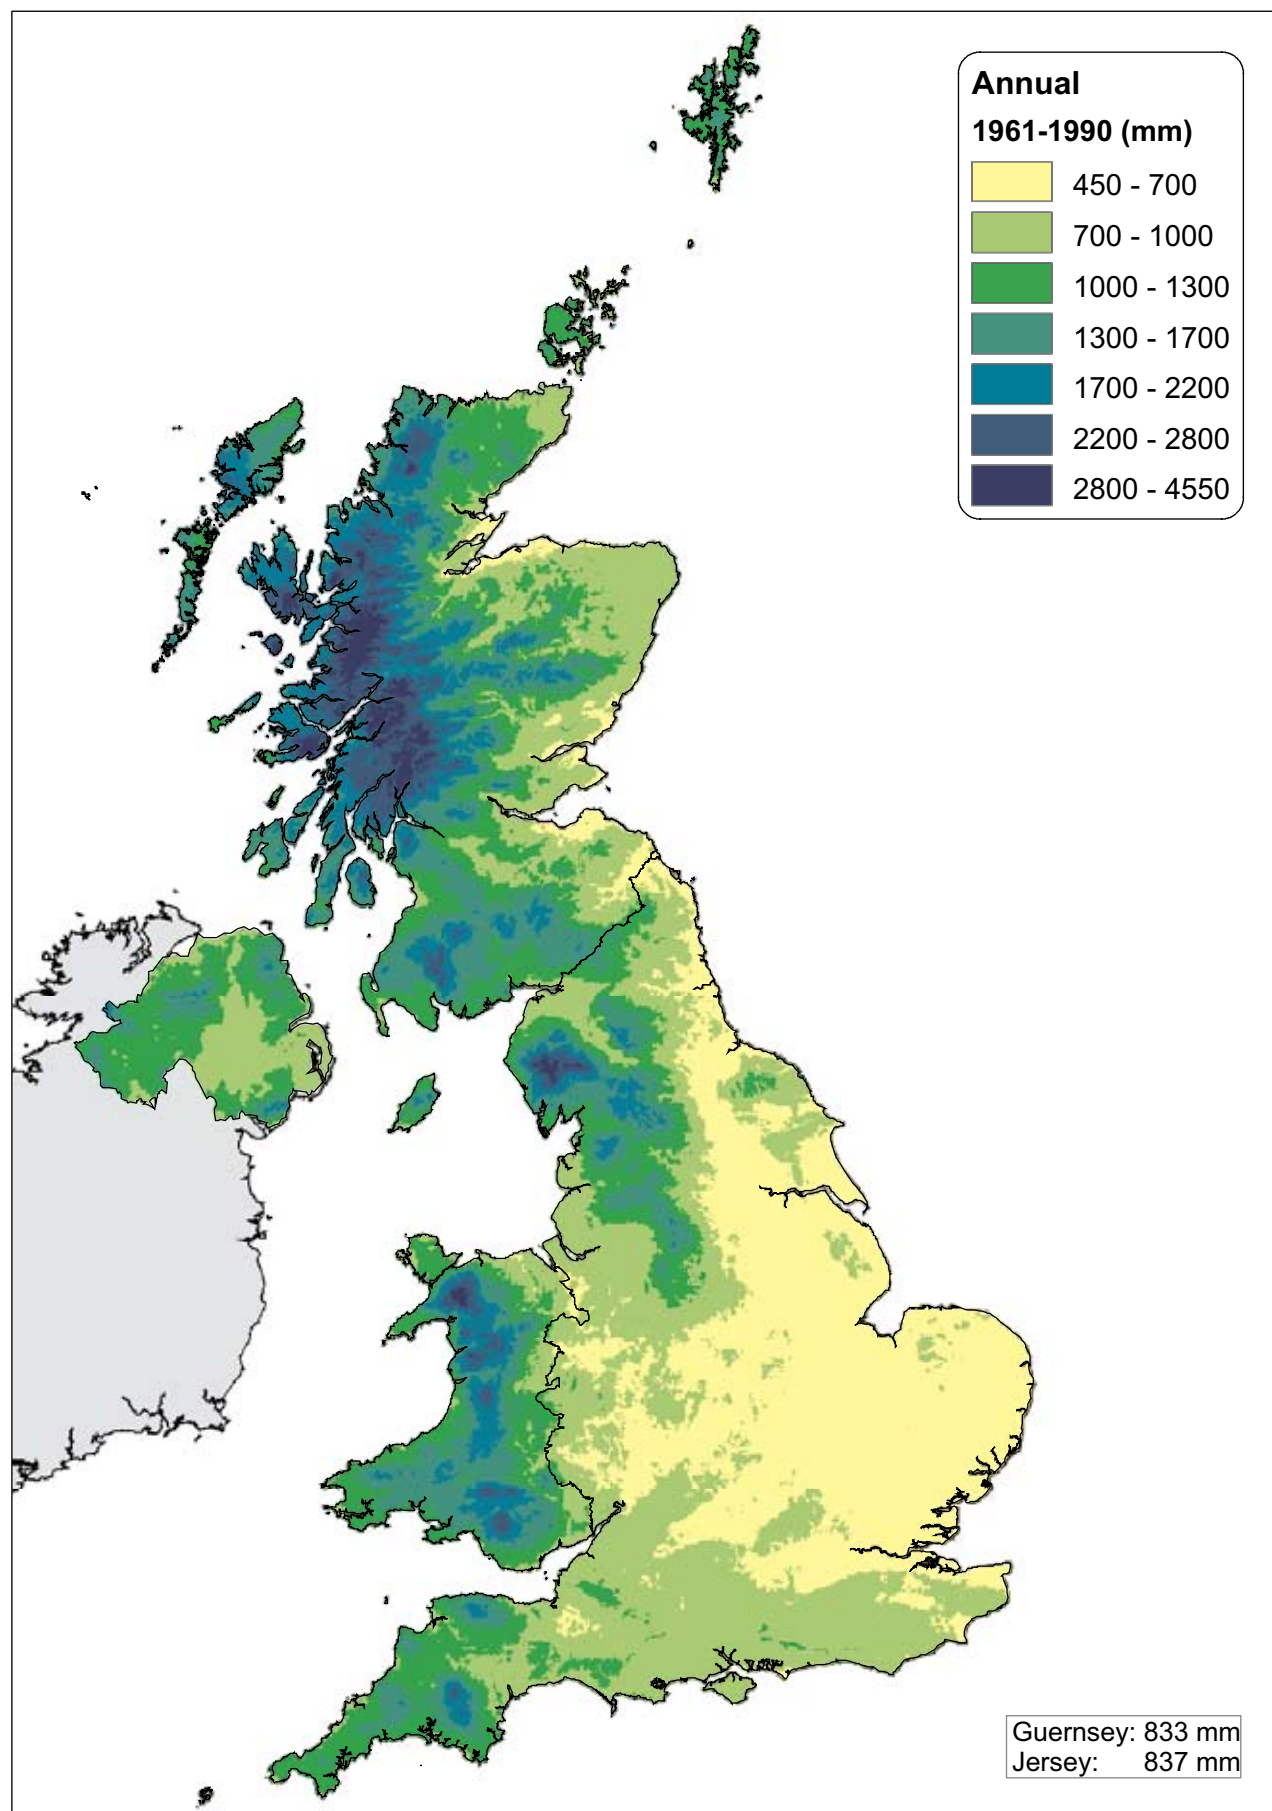 Annual
1961-1990 (mm)
450 - 700
700 - 1000
1000 - 1300
1300 - 1700
1700 - 2200
2200 - 2800
2800 - 4550
Guernsey: 833 mm
Jersey: 837 mm